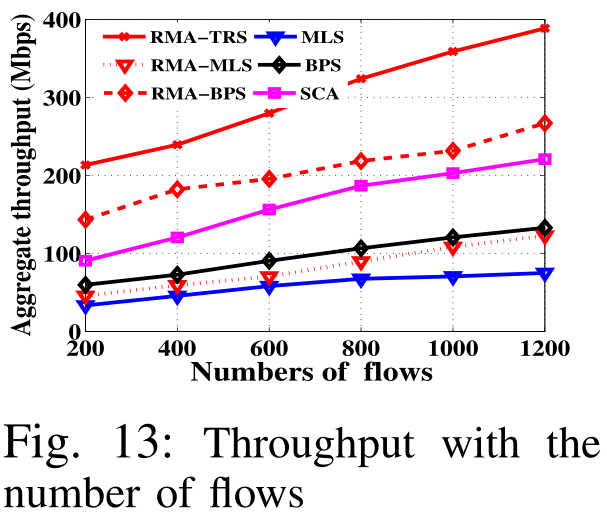 Aggregate throughput (Mbps)
400
300
200
100
0
RMA-TRS MLS
RMA-MLS BPS
RMA-BPS SCA
200 400 600 800 1000 1200
Numbers of flows
Fig. 13: Throughput with the
number of flows